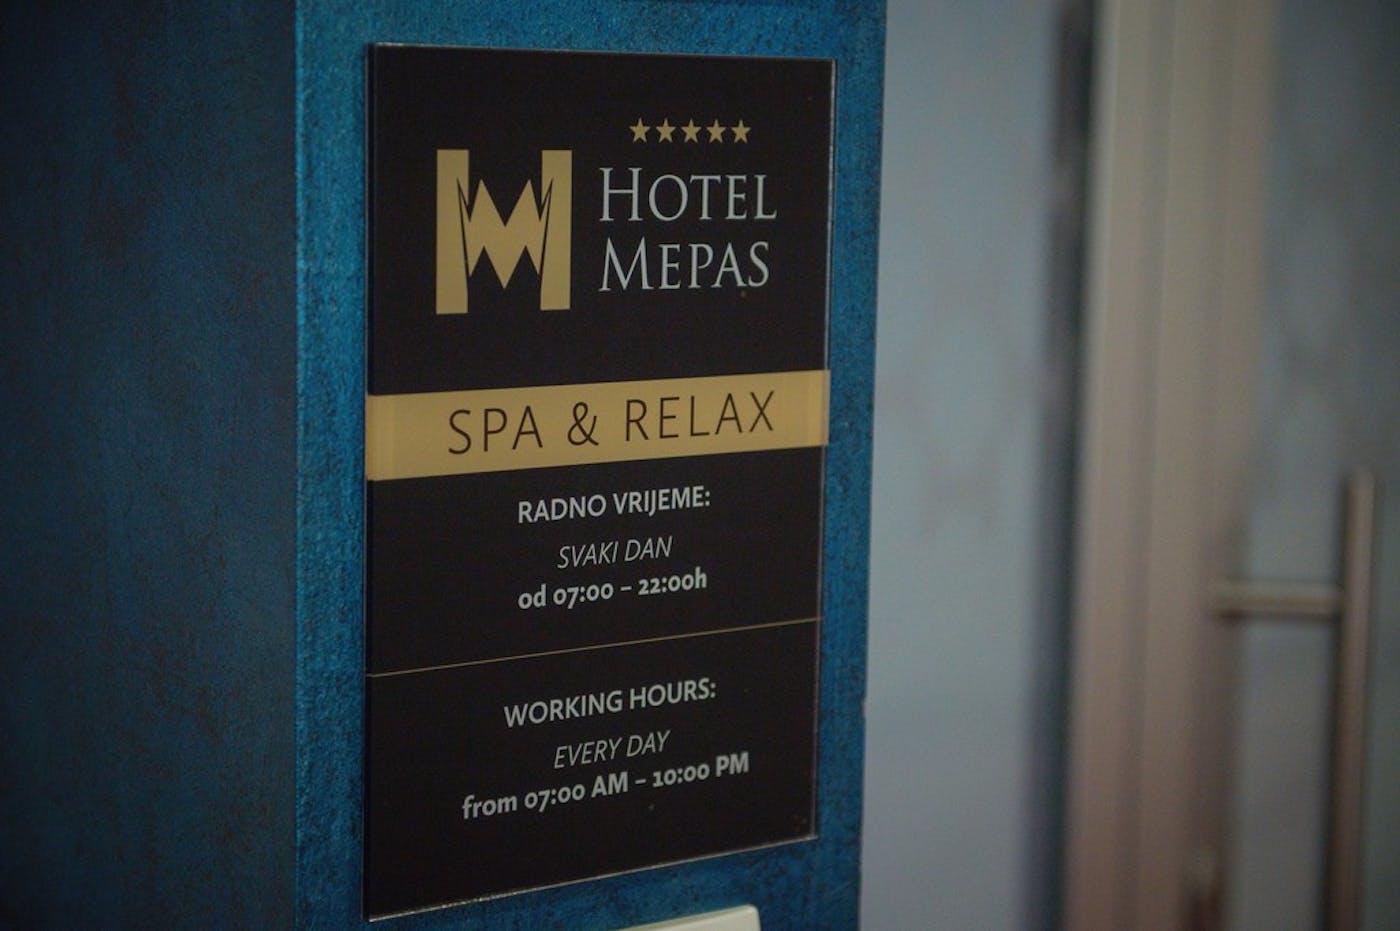 HOTEL
MEPAS
SPA & RELAX
RADNO VRIJEME:
SVAKI DAN
od 07:00 – 22:00h
WORKING HOURS:
EVERY DAY
from 07:00 AM – 10:00 PM